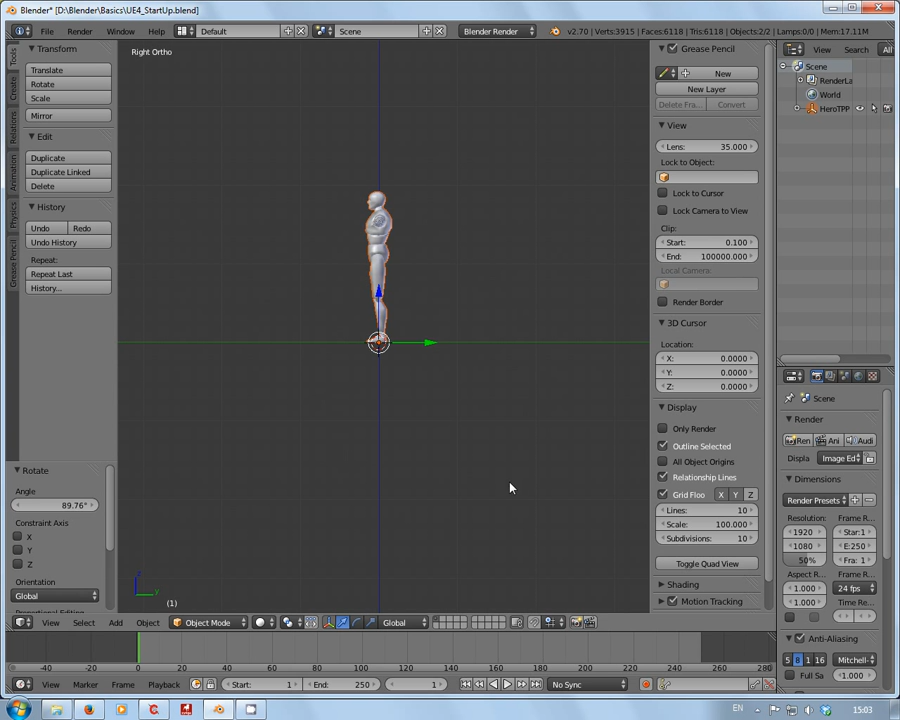 Blender* [D:\Blender\Basics\UE4_StartUp.blend]
File Render Window Help Default Scene Blender Render v2.70 | Verts:3915 | Faces:6118 | Tris:6118 | Objects:2/2 | Lamps:0/0 | Mem:17.11M
Tools
Create
Relations
Animation
Physics
Grease Pencil
Transform
Translate
Rotate
Scale
Mirror
Edit
Duplicate
Duplicate Linked
Delete
History
Undo Redo
Undo History
Repeat:
Repeat Last
History...
Rotate
Angle
89.76°
Constraint Axis
X
Y
Z
Orientation
Global
Right Ortho
z
y
(1)
Grease Pencil
New
New Layer
Delete Fra... Convert
View
Lens: 35.000
Lock to Object:
Lock to Cursor
Lock Camera to View
Clip:
Start: 0.100
End: 100000.000
Local Camera:
Render Border
3D Cursor
Location:
X: 0.0000
Y: 0.0000
Z: 0.0000
Display
Only Render
Outline Selected
All Object Origins
Relationship Lines
Grid Floo X Y Z
Lines: 10
Scale: 100.000
Subdivisions: 10
Toggle Quad View
Shading
Motion Tracking
View Search All
Scene
RenderLa
World
HeroTPP
Scene
Render
Ren Ani Audi
Displa Image Ed
Dimensions
Render Presets
Resolution: Frame R...
1920 Star:1
1080 E:250
50% Fra: 1
Aspect R... Frame R...
1.000 24 fps
1.000 Time Re...
Anti-Aliasing
5 8 11 16 Mitchell-
Full Sa 1.000
View Select Add Object Object Mode Global
-40 -20 0 20 40 60 80 100 120 140 160 180 200 220 240 260 280
View Marker Frame Playback Start: 1 End: 250 1 No Sync
EN 15:03